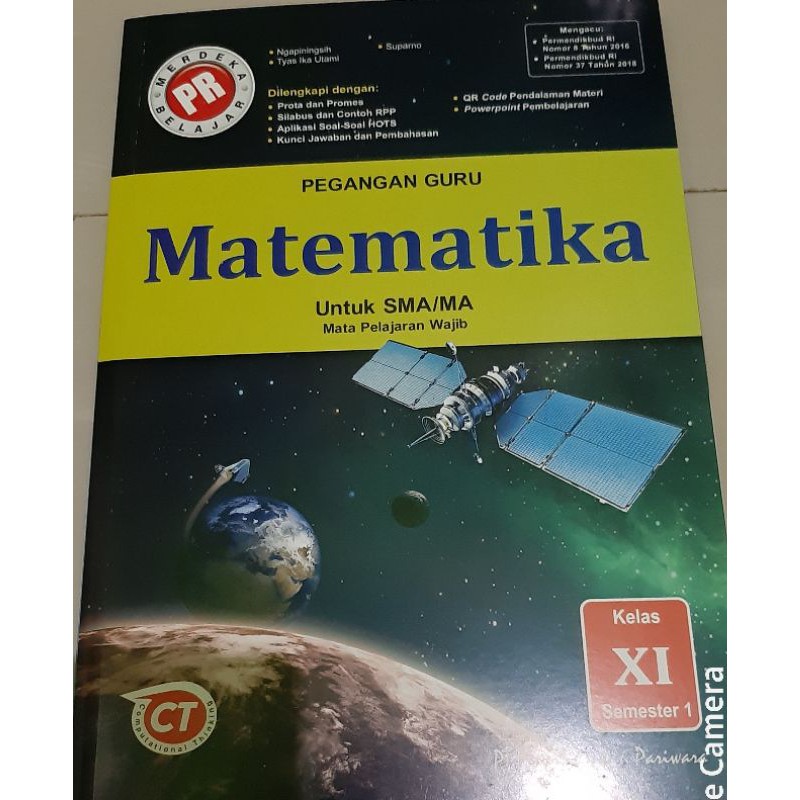 MERDEKA
PR
BELAJAR
Ngapiningsih
Tyas Ika Utami
Suparno
Mengacu:
Permendikbud RI
Nomor 8 Tahun 2016
Permendikbud RI
Nomor 37 Tahun 2018
Dilengkapi dengan:
Prota dan Promes
Silabus dan Contoh RPP
Aplikasi Soal-Soal HOTS
Kunci Jawaban dan Pembahasan
QR Code Pendalaman Materi
Powerpoint Pembelajaran
PEGANGAN GURU
Matematika
Untuk SMA/MA
Mata Pelajaran Wajib
Kelas
XI
Semester 1
CT
Computational Thinking
Pariwara
e Camera